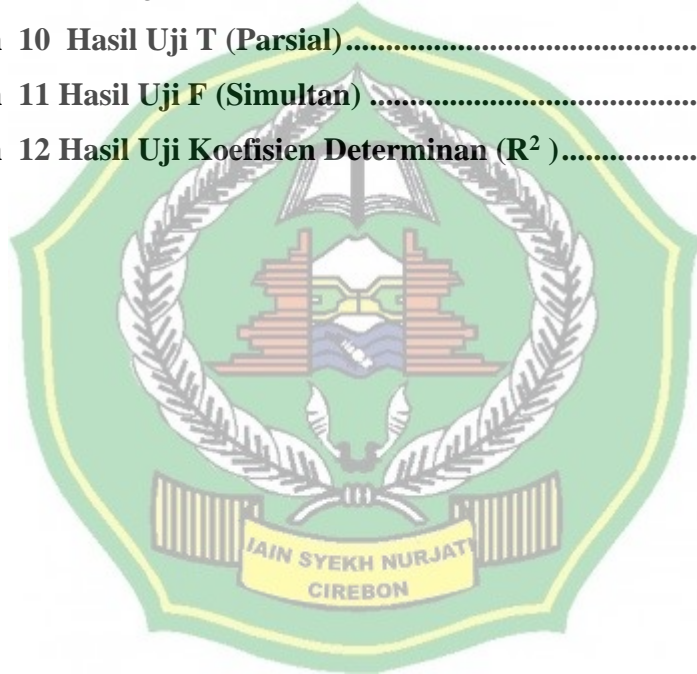 10 Hasil Uji T (Parsial)........................................
11 Hasil Uji F (Simultan) .....................................
12 Hasil Uji Koefisien Determinan (R² )................
IAIN SYEKH NURJATI
CIREBON